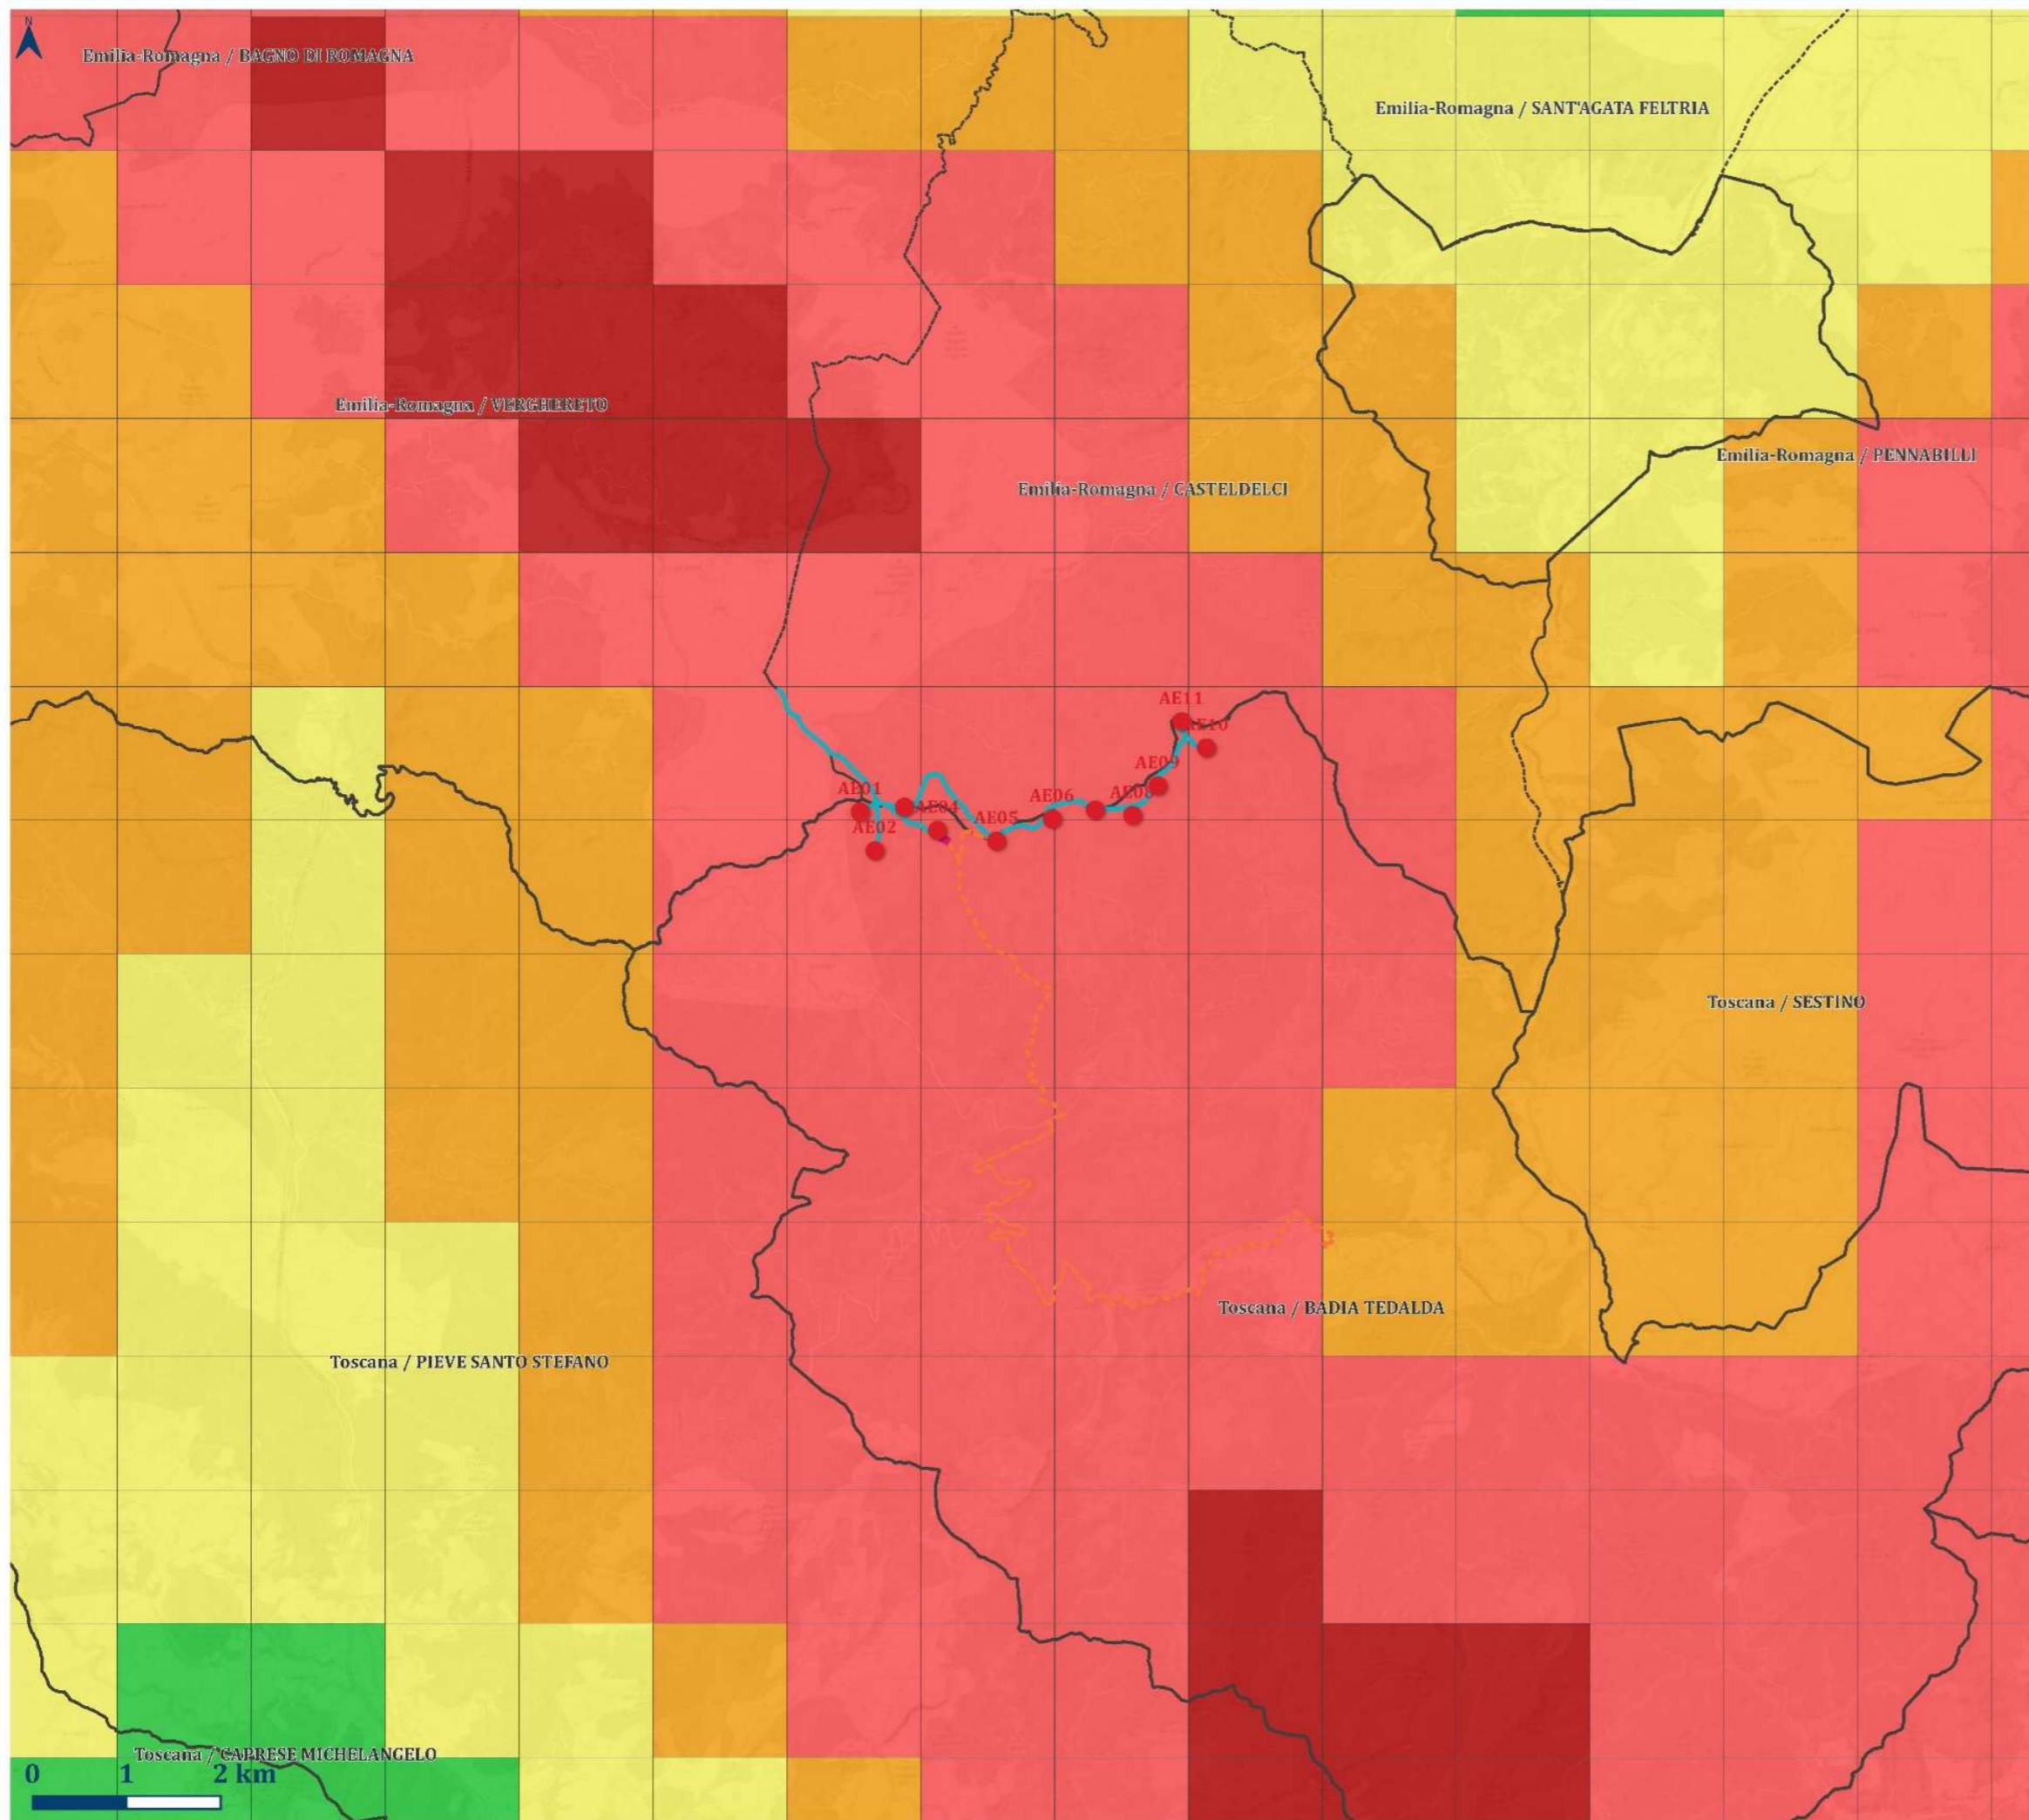 N
Emilia-Romagna / BAGNO DI ROMAGNA
Emilia-Romagna / SANT'AGATA FELTRIA
Emilia-Romagna / VERGHERETO
Emilia-Romagna / PENNABILLI
Emilia-Romagna / CASTELDELCI
AE11
AE10
AE09
AE01
AE04
AE06
AE08
AE02
AE05
Toscana / SESTINO
Toscana / BADIA TEDALDA
Toscana / PIEVE SANTO STEFANO
Toscana / CAPRESE MICHELANGELO
0 1 2 km